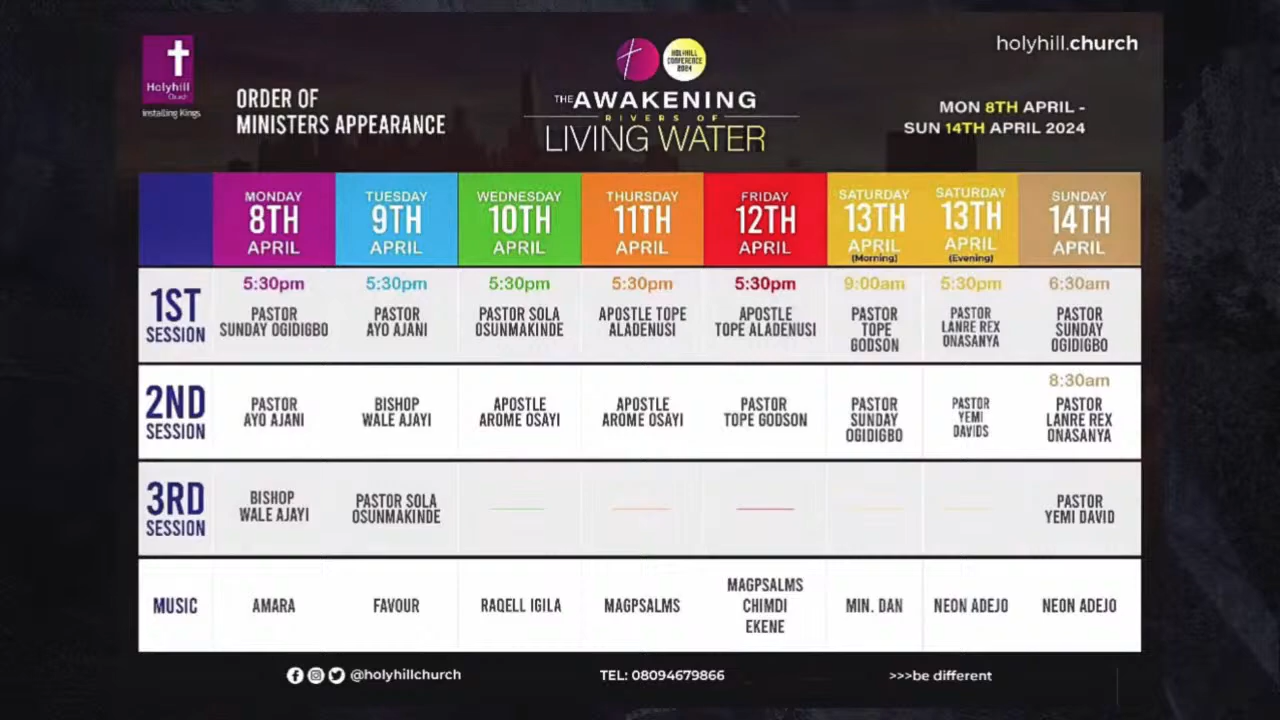 Holyhill
Church
Installing Kings
ORDER OF
MINISTERS APPEARANCE
HOLYHILL
CONFERENCE
2024
THE AWAKENING
RIVERS OF
LIVING WATER
holyhill.church
MON 8TH APRIL -
SUN 14TH APRIL 2024
MONDAY
8TH
APRIL
TUESDAY
9TH
APRIL
WEDNESDAY
10TH
APRIL
THURSDAY
11TH
APRIL
FRIDAY
12TH
APRIL
SATURDAY
13TH
APRIL
(Morning)
SATURDAY
13TH
APRIL
(Evening)
SUNDAY
14TH
APRIL
1ST
SESSION
5:30pm
PASTOR
SUNDAY OGIDIGBO
5:30pm
PASTOR
AYO AJANI
5:30pm
PASTOR SOLA
OSUNMAKINDE
5:30pm
APOSTLE TOPE
ALADENUSI
5:30pm
APOSTLE
TOPE ALADENUSI
9:00am
PASTOR
TOPE
GODSON
5:30pm
PASTOR
LANRE REX
ONASANYA
6:30am
PASTOR
SUNDAY
OGIDIGBO
2ND
SESSION
PASTOR
AYO AJANI
BISHOP
WALE AJAYI
APOSTLE
AROME OSAYI
APOSTLE
AROME OSAYI
PASTOR
TOPE GODSON
PASTOR
SUNDAY
OGIDIGBO
PASTOR
YEMI
DAVIDS
8:30am
PASTOR
LANRE REX
ONASANYA
3RD
SESSION
BISHOP
WALE AJAYI
PASTOR SOLA
OSUNMAKINDE
PASTOR
YEMI DAVID
MUSIC
AMARA
FAVOUR
RAQELL IGILA
MAGPSALMS
MAGPSALMS
CHIMDI
EKENE
MIN. DAN
NEON ADEJO
NEON ADEJO
@holyhillchurch
TEL: 08094679866
>>>be different